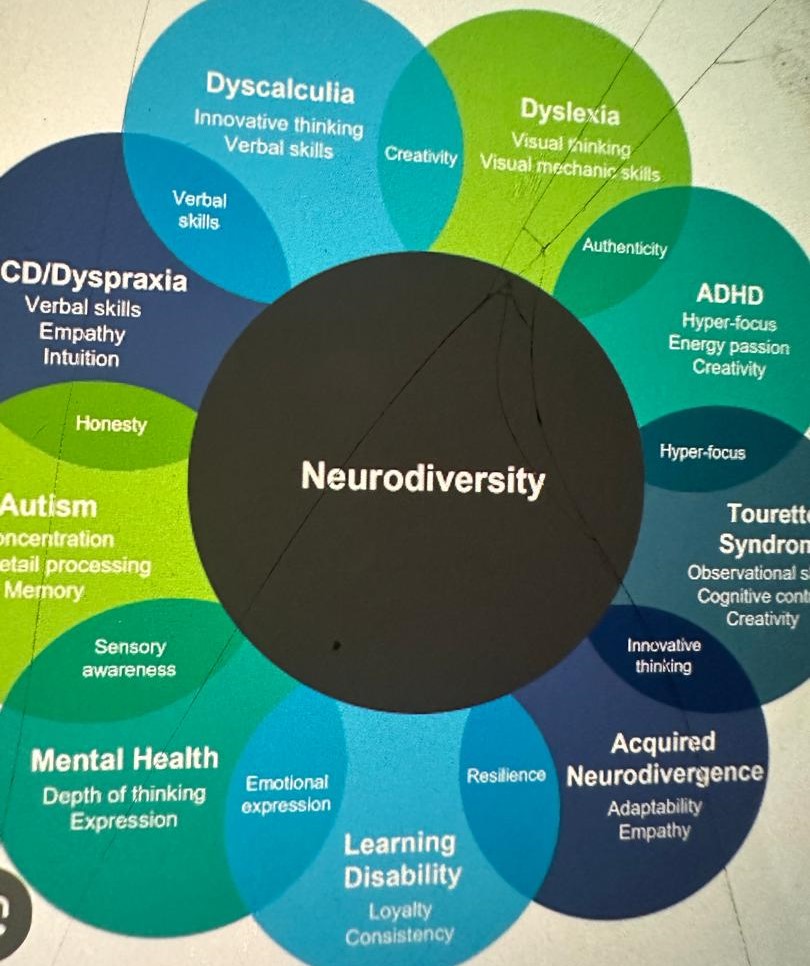 Dyscalculia
Innovative thinking
Verbal skills
Creativity
Dyslexia
Visual thinking
Visual mechanic skills
Authenticity
ADHD
Hyper-focus
Energy passion
Creativity
Hyper-focus
Tourett
Syndrom
Observational s
Cognitive cont
Creativity
Innovative
thinking
Acquired
Neurodivergence
Adaptability
Empathy
Resilience
Learning
Disability
Loyalty
Consistency
Emotional
expression
Mental Health
Depth of thinking
Expression
Sensory
awareness
Autism
oncentration
etail processing
Memory
Honesty
CD/Dyspraxia
Verbal skills
Empathy
Intuition
Verbal
skills
Neurodiversity